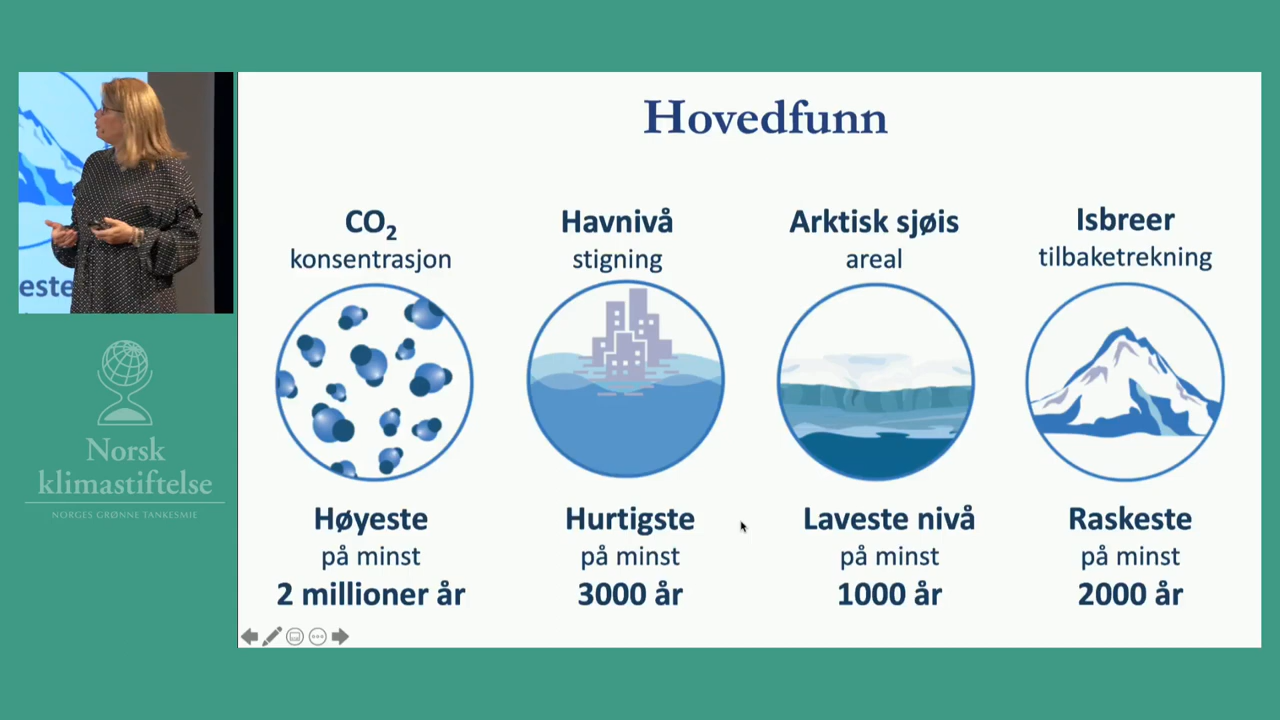 Hovedfunn
CO₂
konsentrasjon
Havnivå
stigning
Arktisk sjøis
areal
Isbreer
tilbaketrekning
Høyeste
på minst
2 millioner år
Hurtigste
på minst
3000 år
Laveste nivå
på minst
1000 år
Raskeste
på minst
2000 år
este
Norsk
klimastiftelse
NORGES GRØNNE TANKESMIE